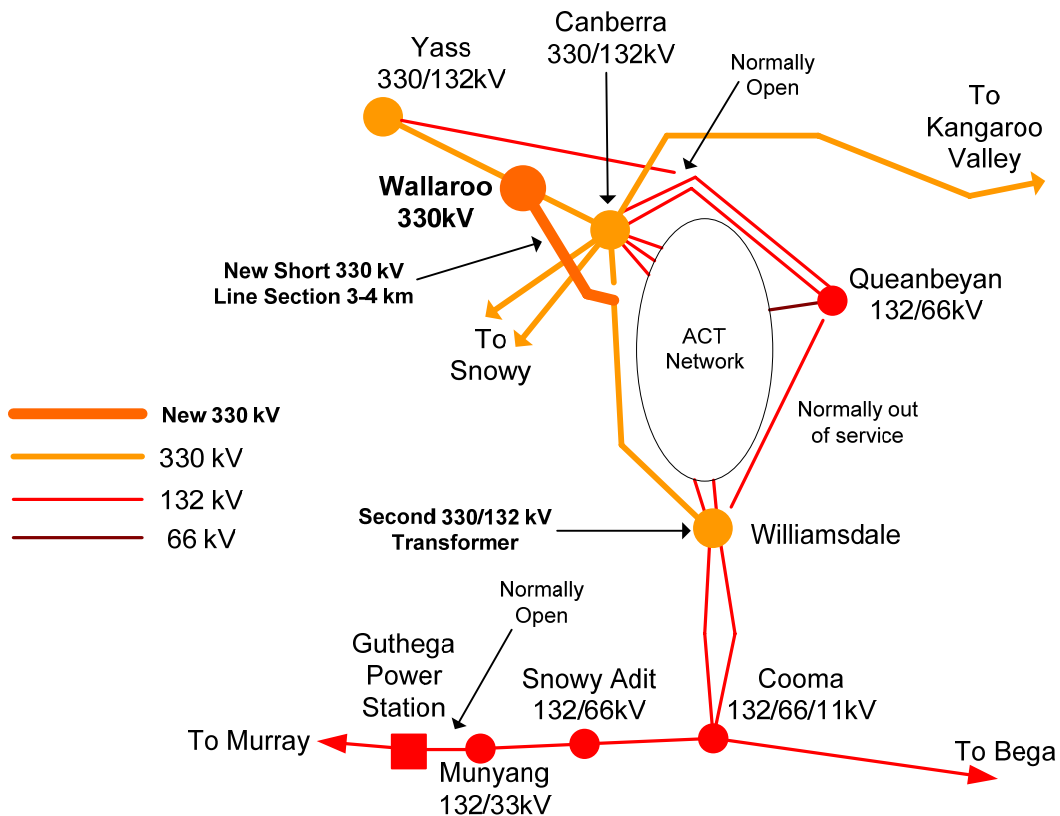 Canberra
330/132kV
Yass
330/132kV
Normally
Open
To
Kangaroo
Valley
Wallaroo
330kV
New Short 330 kV
Line Section 3-4 km
Queanbeyan
132/66kV
To
Snowy
ACT
Network
New 330 kV
330 kV
132 kV
66 kV
Normally out
of service
Second 330/132 kV
Transformer
Williamsdale
Normally
Open
Guthega
Power
Station
Snowy Adit
132/66kV
Cooma
132/66/11kV
To Murray
To Bega
Munyang
132/33kV